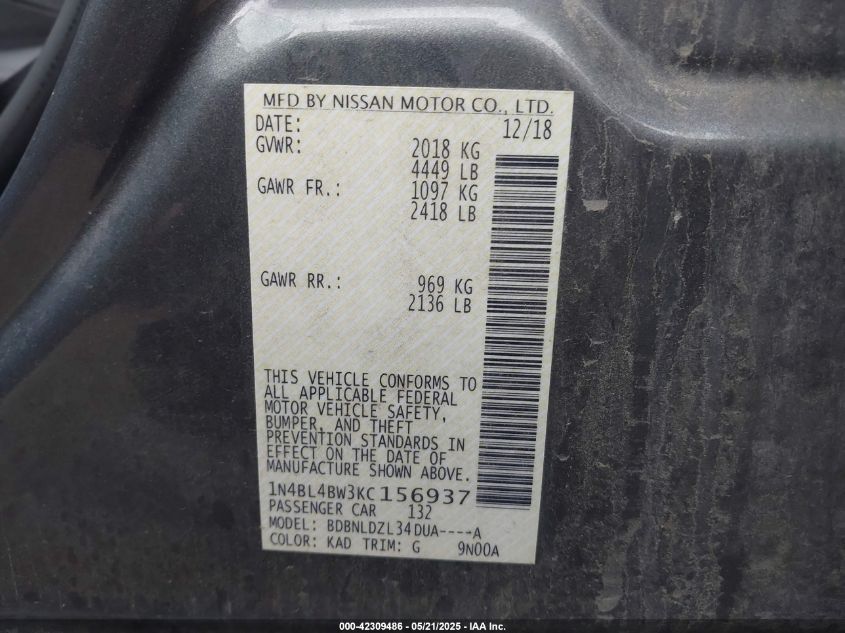 MFD BY NISSAN MOTOR CO., LTD.
DATE: 12/18
GVWR: 2018 KG
4449 LB
GAWR FR.: 1097 KG
2418 LB
GAWR RR.: 969 KG
2136 LB
THIS VEHICLE CONFORMS TO
ALL APPLICABLE FEDERAL
MOTOR VEHICLE SAFETY,
BUMPER, AND THEFT
PREVENTION STANDARDS IN
EFFECT ON THE DATE OF
MANUFACTURE SHOWN ABOVE.
1N4BL4BW3KC156937
PASSENGER CAR 132
MODEL: BDBNLDZL34DUA----A
COLOR: KAD TRIM: G 9N00A
000-42309486 - 05/21/2025 - IAA Inc.